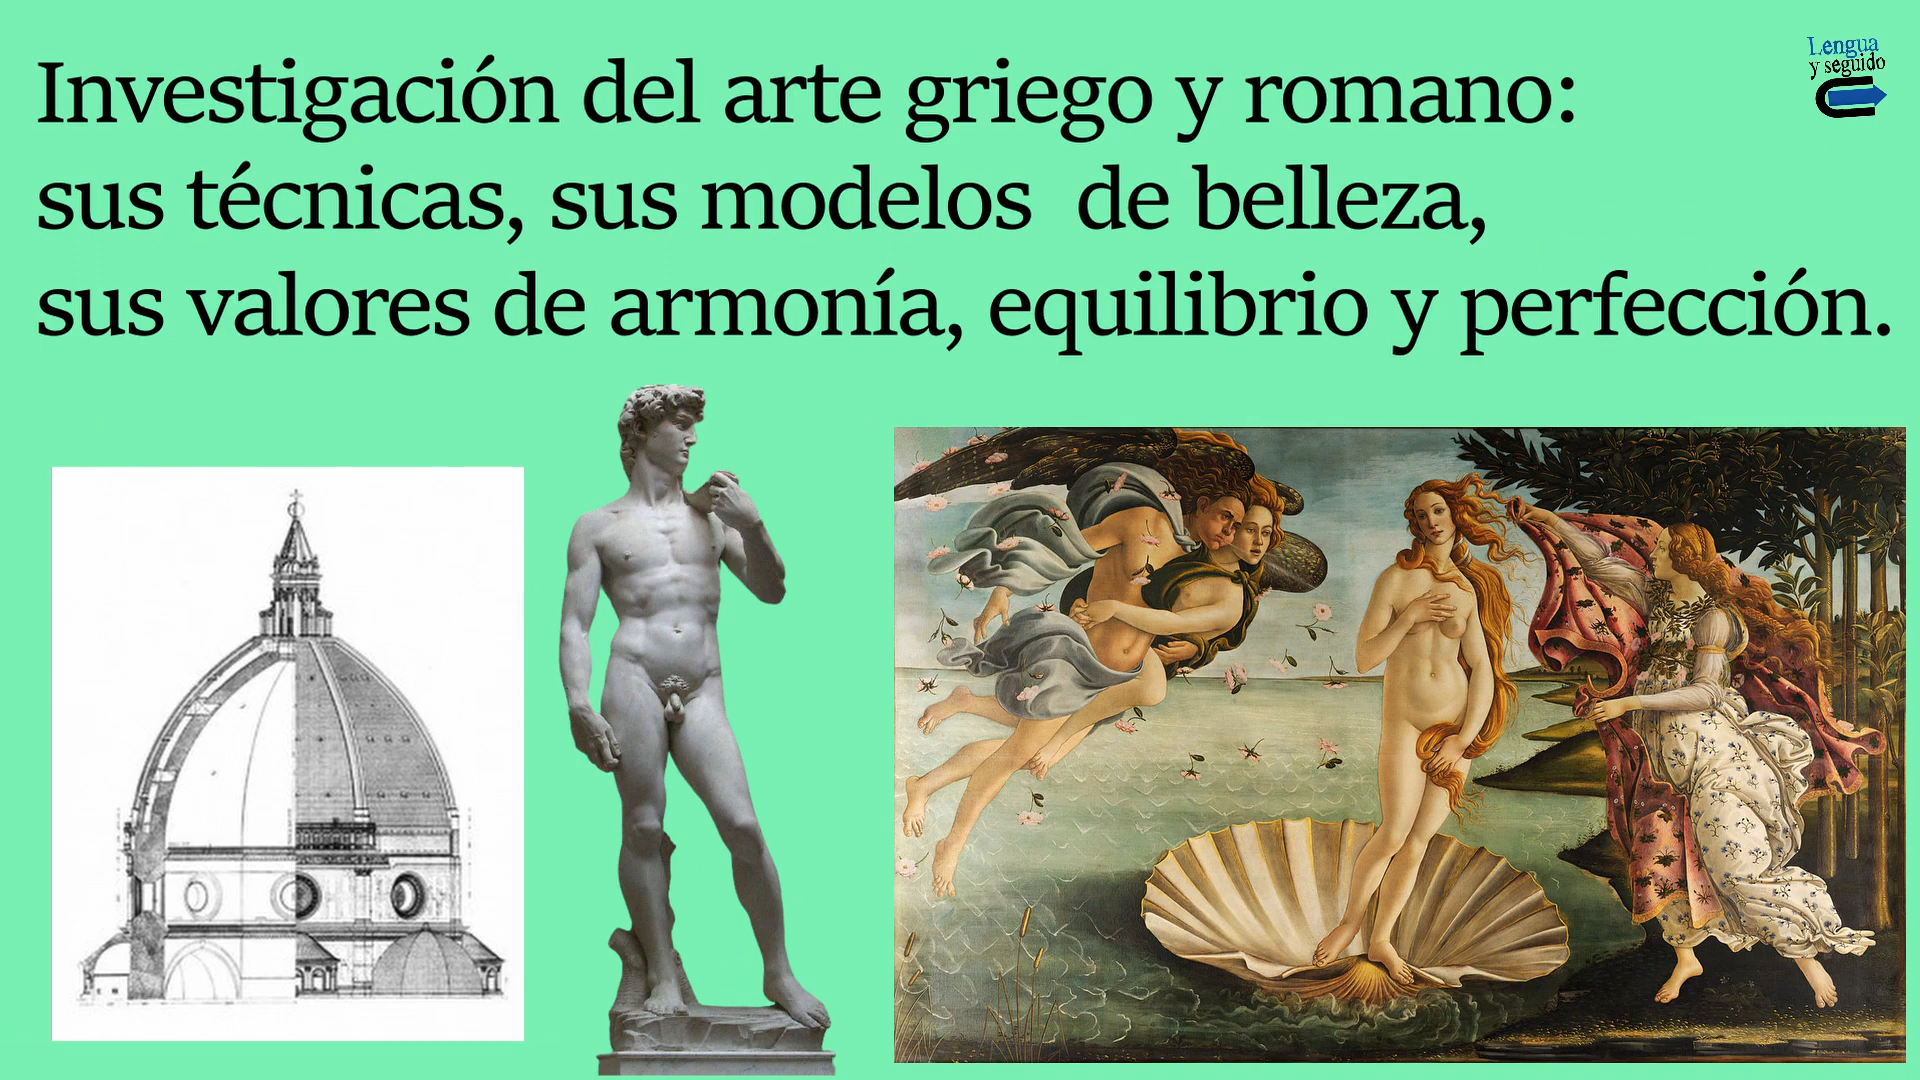 Investigación del arte griego y romano:
sus técnicas, sus modelos  de belleza,
sus valores de armonía, equilibrio y perfección.
Lengua
y seguido